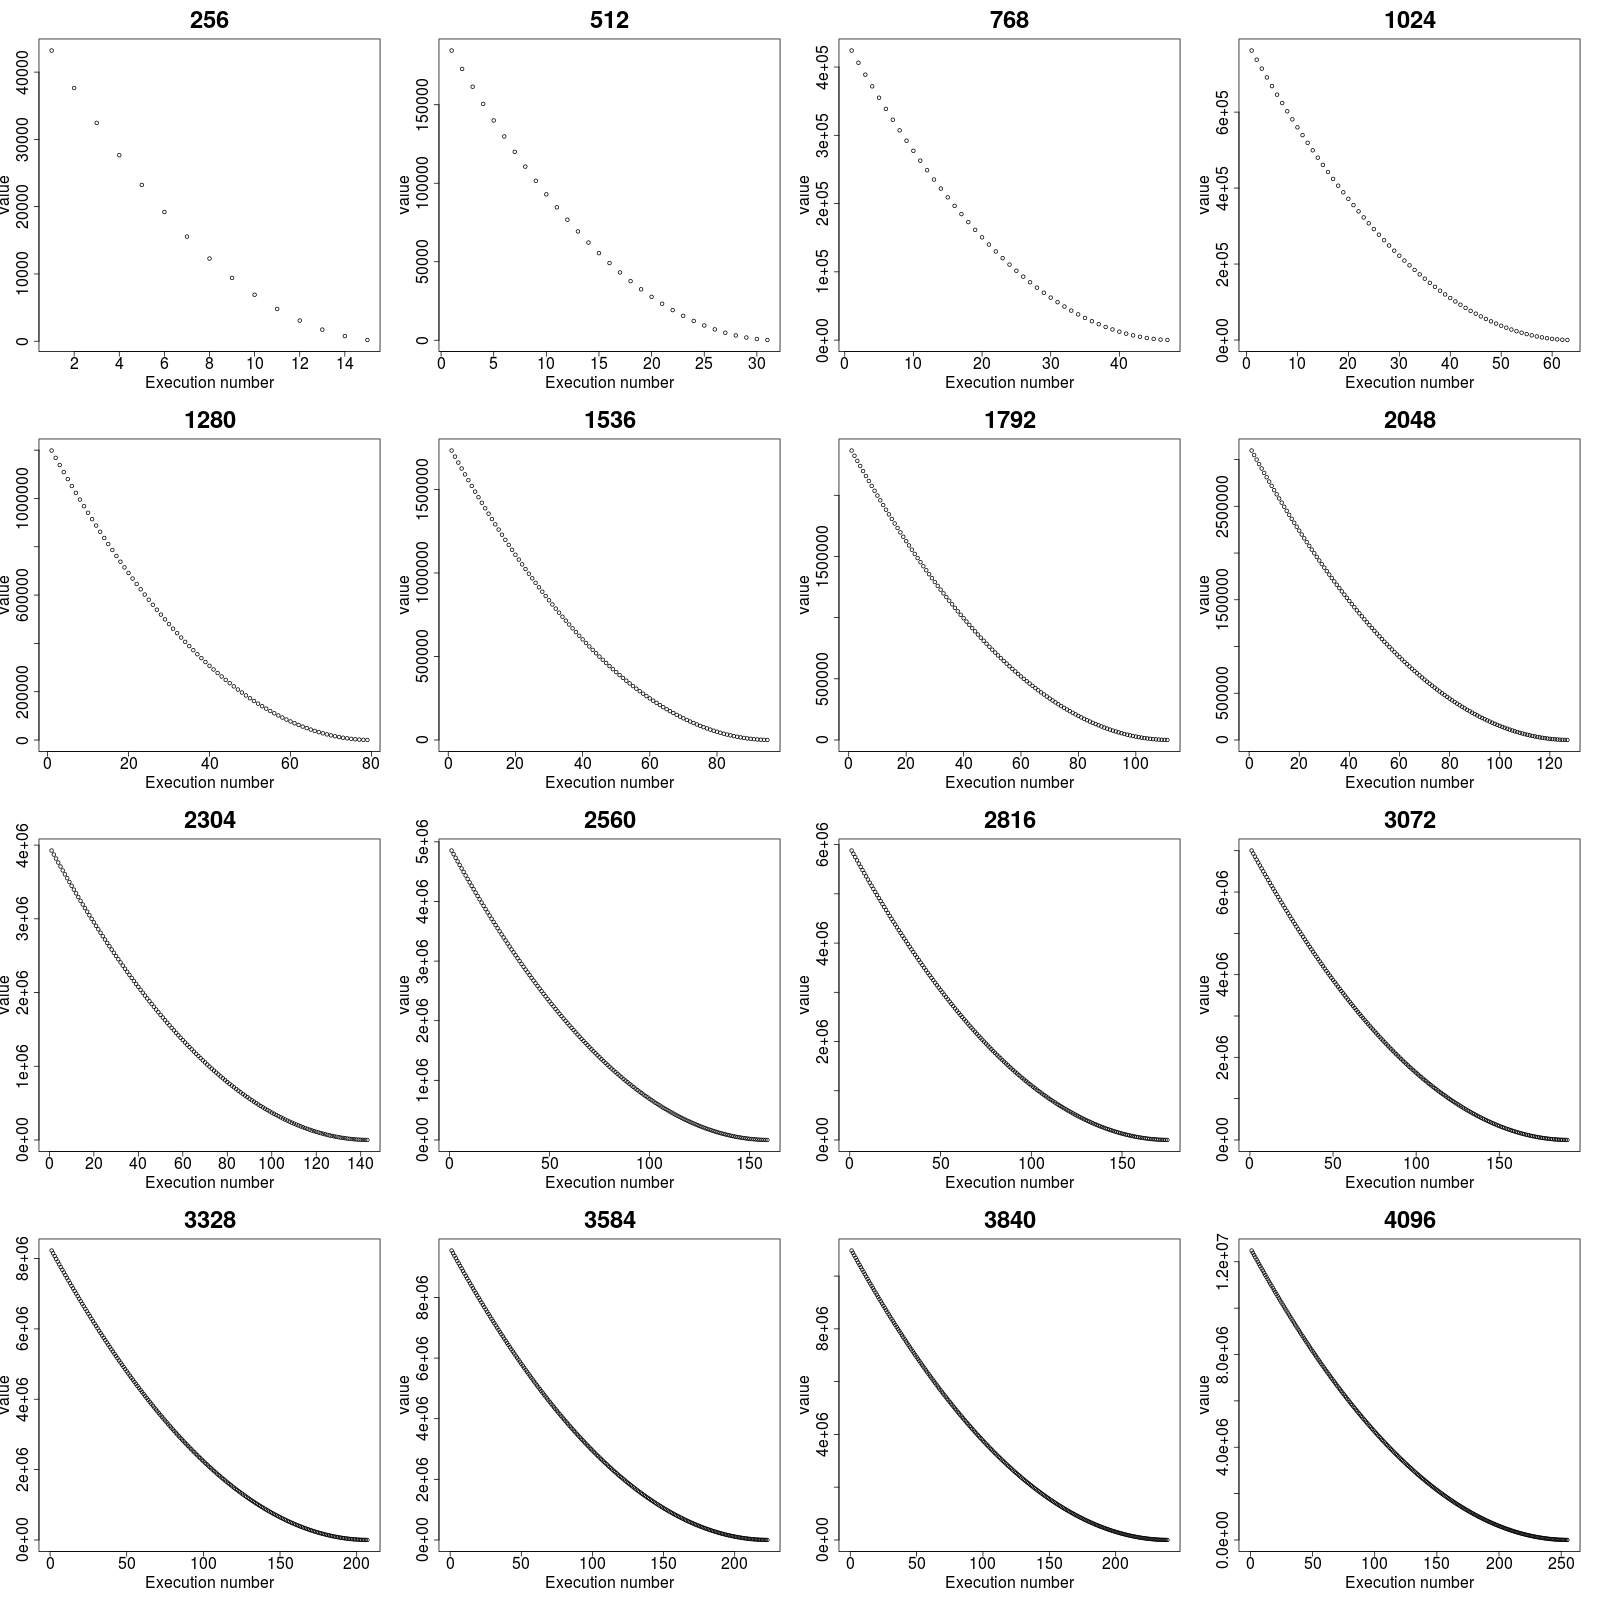 256
value
0 10000 20000 30000 40000
2 4 6 8 10 12 14
Execution number
512
value
0 50000 100000 150000
0 5 10 15 20 25 30
Execution number
768
value
0e+00 1e+05 2e+05 3e+05 4e+05
0 10 20 30 40
Execution number
1024
value
0e+00 2e+05 4e+05 6e+05
0 10 20 30 40 50 60
Execution number
1280
value
0 200000 600000 1000000
0 20 40 60 80
Execution number
1536
value
0 500000 1000000 1500000
0 20 40 60 80
Execution number
1792
value
0 500000 1500000
0 20 40 60 80 100
Execution number
2048
value
0 500000 1500000 2500000
0 20 40 60 80 100 120
Execution number
2304
value
0e+00 1e+06 2e+06 3e+06 4e+06
0 20 40 60 80 100 120 140
Execution number
2560
value
0e+00 1e+06 2e+06 3e+06 4e+06 5e+06
0 50 100 150
Execution number
2816
value
0e+00 2e+06 4e+06 6e+06
0 50 100 150
Execution number
3072
value
0e+00 2e+06 4e+06 6e+06
0 50 100 150
Execution number
3328
value
0e+00 2e+06 4e+06 6e+06 8e+06
0 50 100 150 200
Execution number
3584
value
0e+00 2e+06 4e+06 6e+06 8e+06
0 50 100 150 200
Execution number
3840
value
0e+00 4e+06 8e+06
0 50 100 150 200
Execution number
4096
value
0.0e+00 4.0e+06 8.0e+06 1.2e+07
0 50 100 150 200 250
Execution number